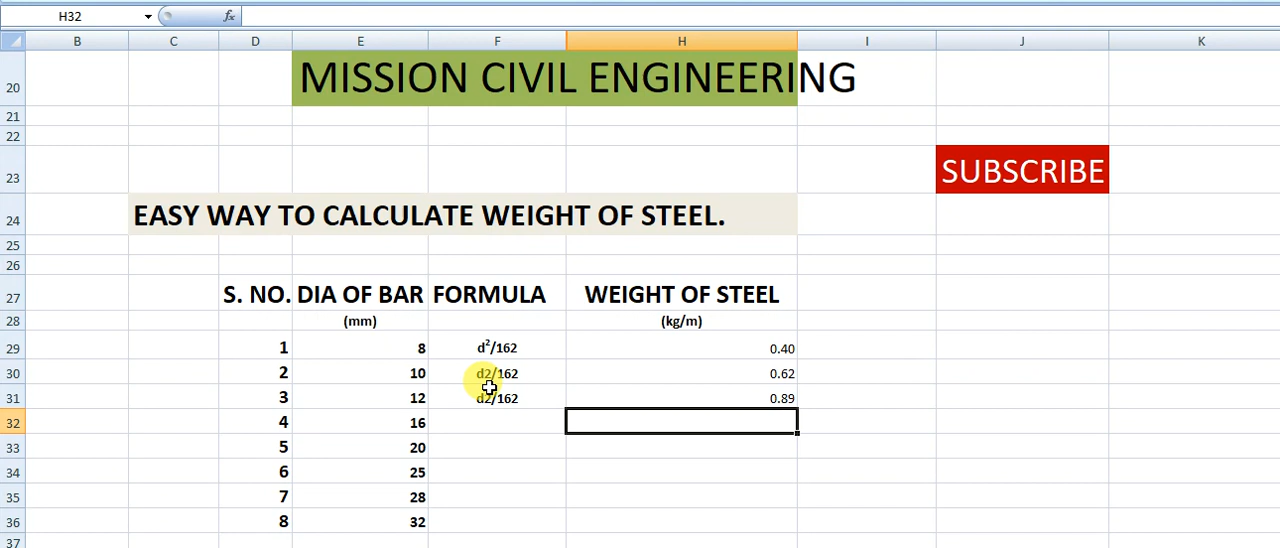 H32 fx
B C D E F H I J K
20 MISSION CIVIL ENGINEERING
21
22
23 SUBSCRIBE
24 EASY WAY TO CALCULATE WEIGHT OF STEEL.
25
26
27 S. NO. DIA OF BAR FORMULA WEIGHT OF STEEL
28 (mm) (kg/m)
29 1 8 d²/162 0.40
30 2 10 d2/162 0.62
31 3 12 d2/162 0.89
32 4 16
33 5 20
34 6 25
35 7 28
36 8 32
37